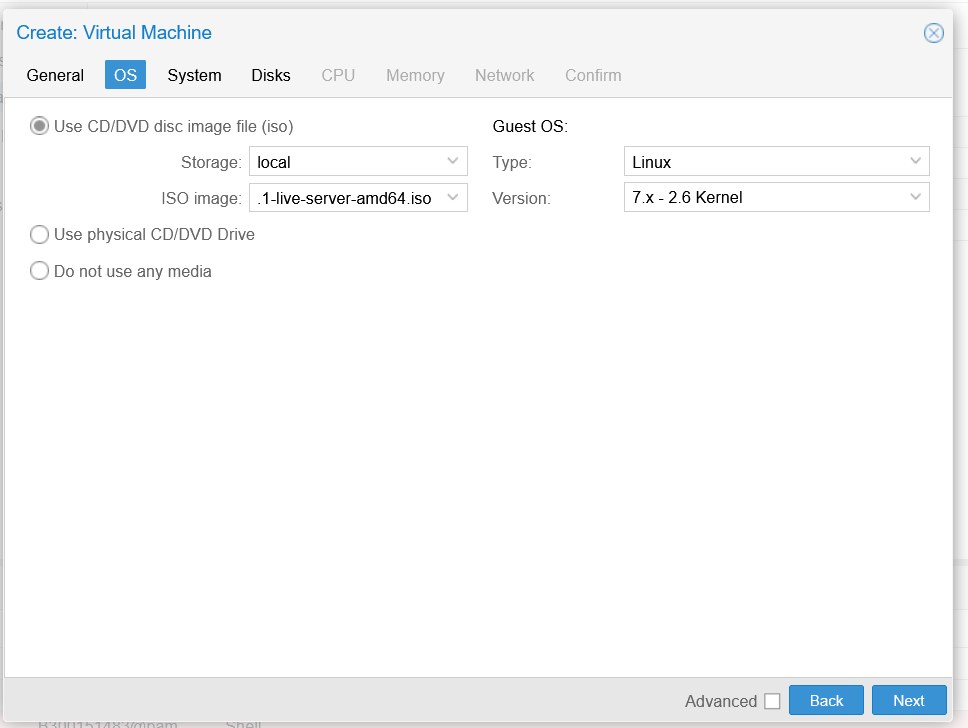 Create: Virtual Machine
General OS System Disks CPU Memory Network Confirm
Use CD/DVD disc image file (iso) Guest OS:
Storage: local Type: Linux
ISO image: .1-live-server-amd64.iso Version: 7.x - 2.6 Kernel
Use physical CD/DVD Drive
Do not use any media
Advanced Back Next
Shell